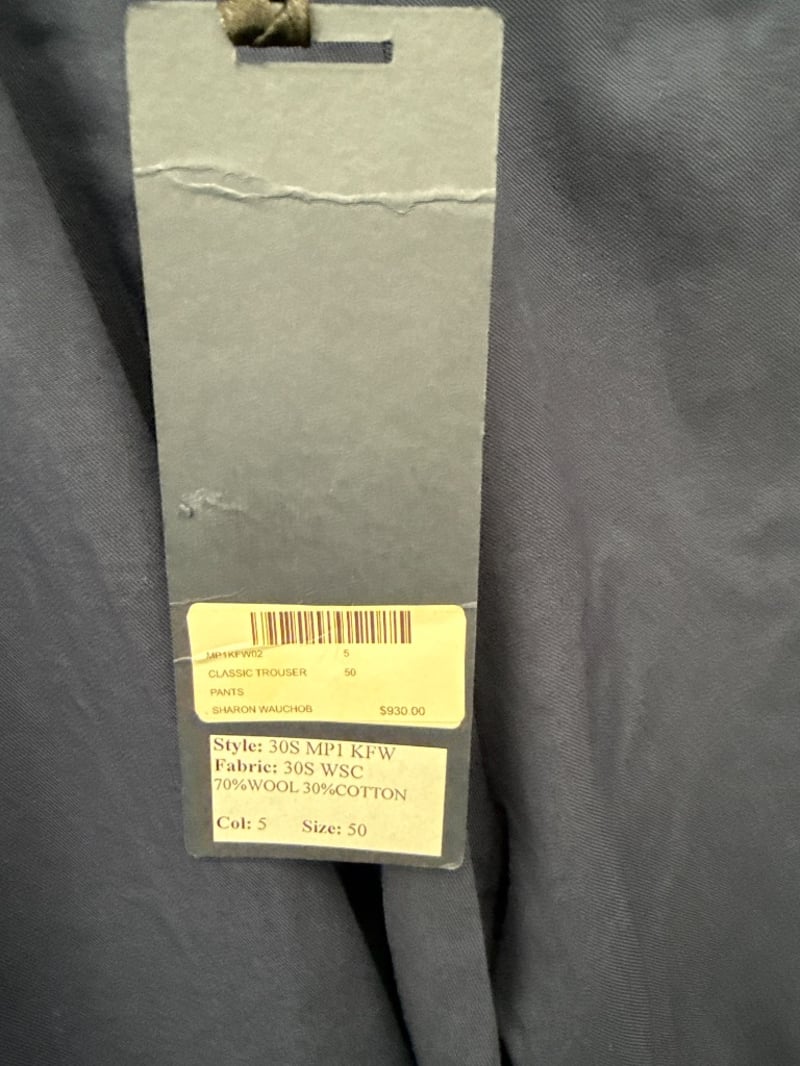 MP1KFW02 5
CLASSIC TROUSER 50
PANTS
SHARON WAUCHOB $930.00
Style: 30S MP1 KFW
Fabric: 30S WSC
70%WOOL 30%COTTON
Col: 5 Size: 50